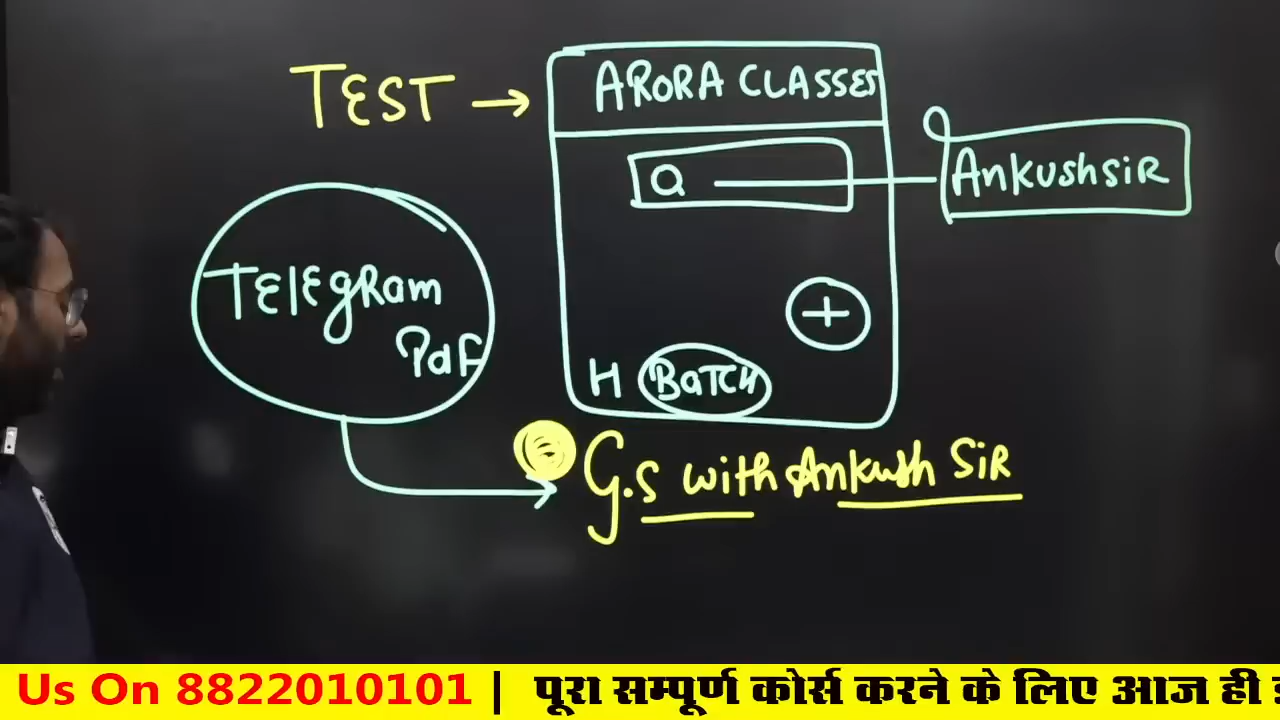 TEST →
ARORA CLASSES
Q
Ankushsir
Telegram
Pdf
+
H BATCH
G.S with Ankush Sir
Us On 8822010101 | पूरा सम्पूर्ण कोर्स करने के लिए आज ही